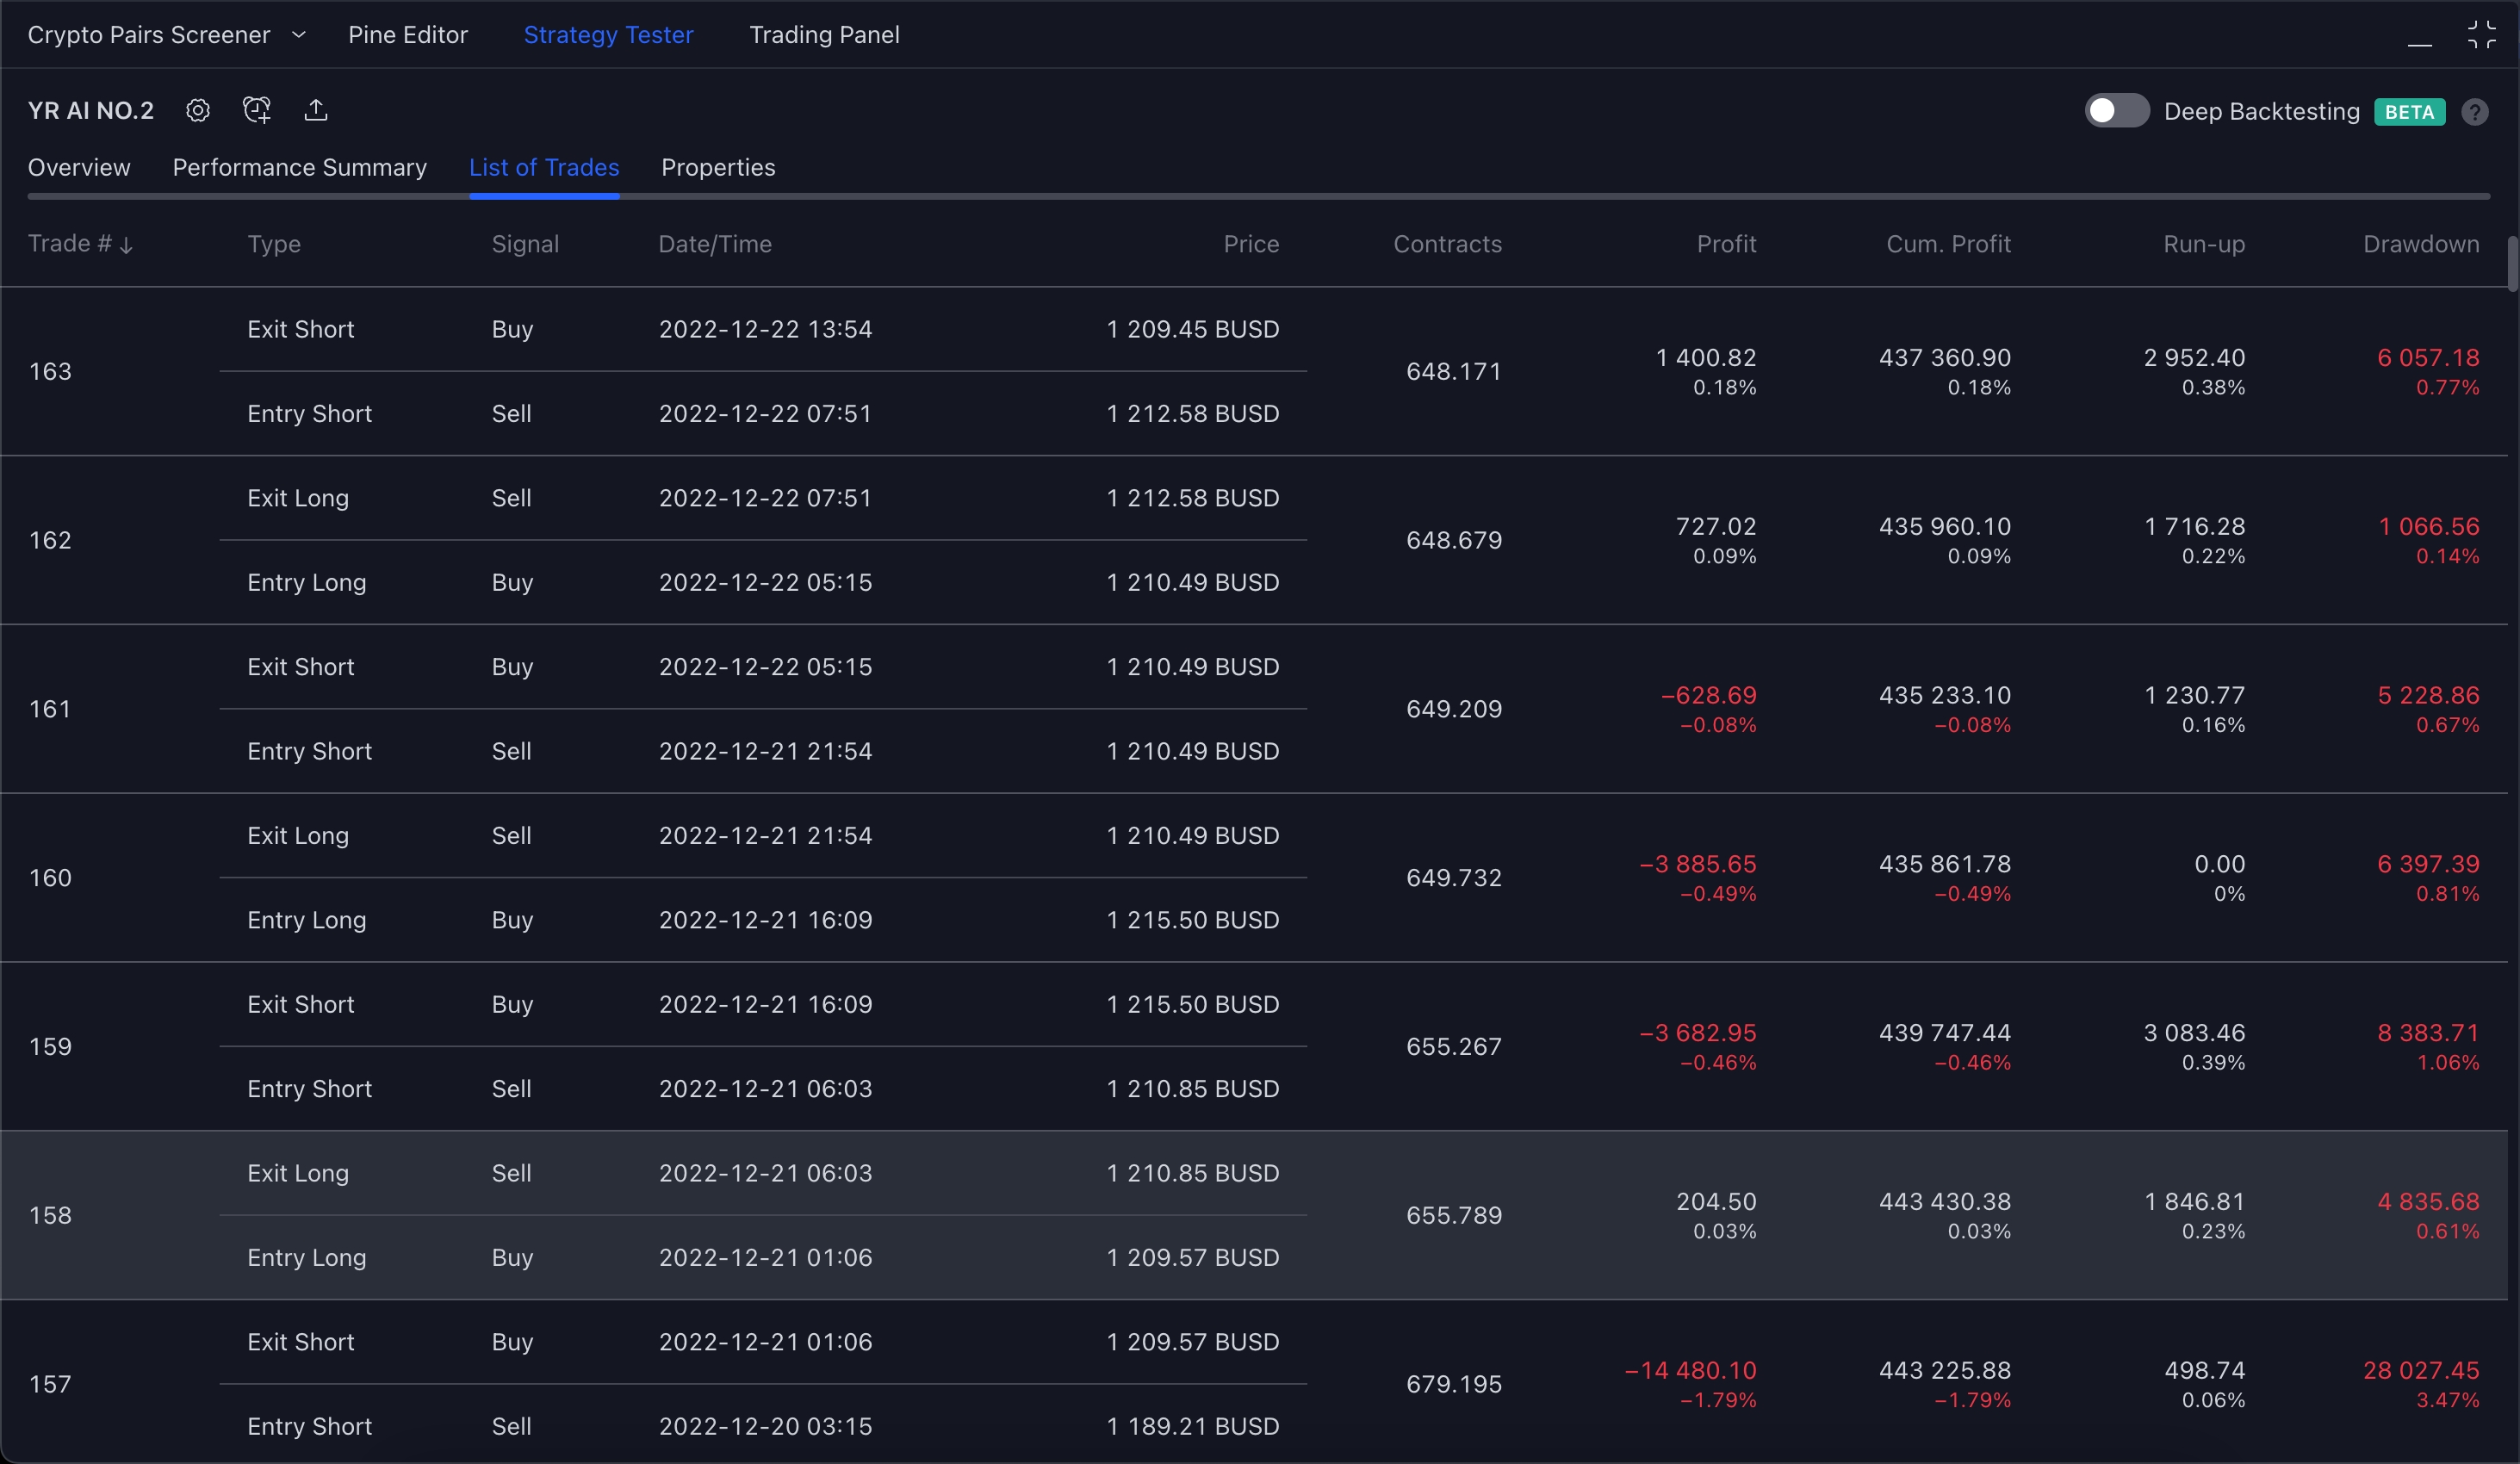 Crypto Pairs Screener Pine Editor Strategy Tester Trading Panel
YR AI NO.2 Deep Backtesting BETA ?
Overview Performance Summary List of Trades Properties
Trade # ↓ Type Signal Date/Time Price Contracts Profit Cum. Profit Run-up Drawdown
Exit Short Buy 2022-12-22 13:54 1 209.45 BUSD
163 648.171 1 400.82 437 360.90 2 952.40 6 057.18
0.18% 0.18% 0.38% 0.77%
Entry Short Sell 2022-12-22 07:51 1 212.58 BUSD
Exit Long Sell 2022-12-22 07:51 1 212.58 BUSD
162 648.679 727.02 435 960.10 1 716.28 1 066.56
0.09% 0.09% 0.22% 0.14%
Entry Long Buy 2022-12-22 05:15 1 210.49 BUSD
Exit Short Buy 2022-12-22 05:15 1 210.49 BUSD
161 649.209 −628.69 435 233.10 1 230.77 5 228.86
−0.08% −0.08% 0.16% 0.67%
Entry Short Sell 2022-12-21 21:54 1 210.49 BUSD
Exit Long Sell 2022-12-21 21:54 1 210.49 BUSD
160 649.732 −3 885.65 435 861.78 0.00 6 397.39
−0.49% −0.49% 0% 0.81%
Entry Long Buy 2022-12-21 16:09 1 215.50 BUSD
Exit Short Buy 2022-12-21 16:09 1 215.50 BUSD
159 655.267 −3 682.95 439 747.44 3 083.46 8 383.71
−0.46% −0.46% 0.39% 1.06%
Entry Short Sell 2022-12-21 06:03 1 210.85 BUSD
Exit Long Sell 2022-12-21 06:03 1 210.85 BUSD
158 655.789 204.50 443 430.38 1 846.81 4 835.68
0.03% 0.03% 0.23% 0.61%
Entry Long Buy 2022-12-21 01:06 1 209.57 BUSD
Exit Short Buy 2022-12-21 01:06 1 209.57 BUSD
157 679.195 −14 480.10 443 225.88 498.74 28 027.45
−1.79% −1.79% 0.06% 3.47%
Entry Short Sell 2022-12-20 03:15 1 189.21 BUSD